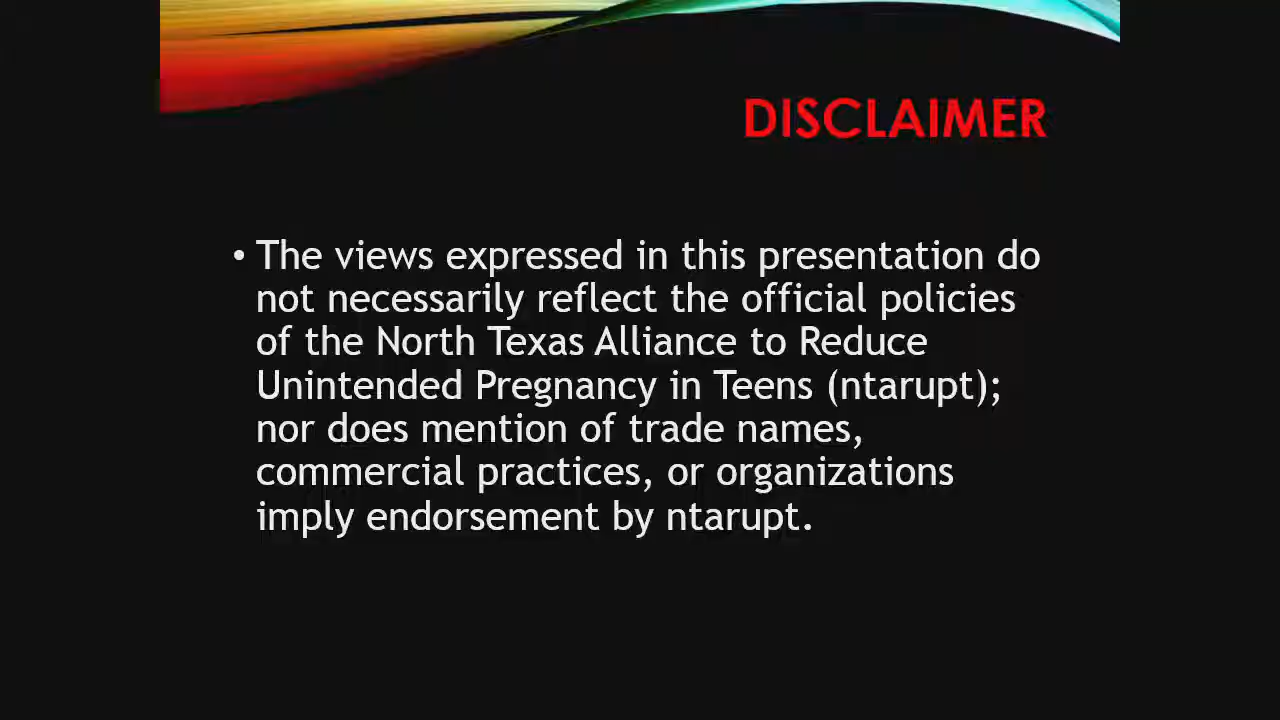 DISCLAIMER
• The views expressed in this presentation do
not necessarily reflect the official policies
of the North Texas Alliance to Reduce
Unintended Pregnancy in Teens (ntarupt);
nor does mention of trade names,
commercial practices, or organizations
imply endorsement by ntarupt.